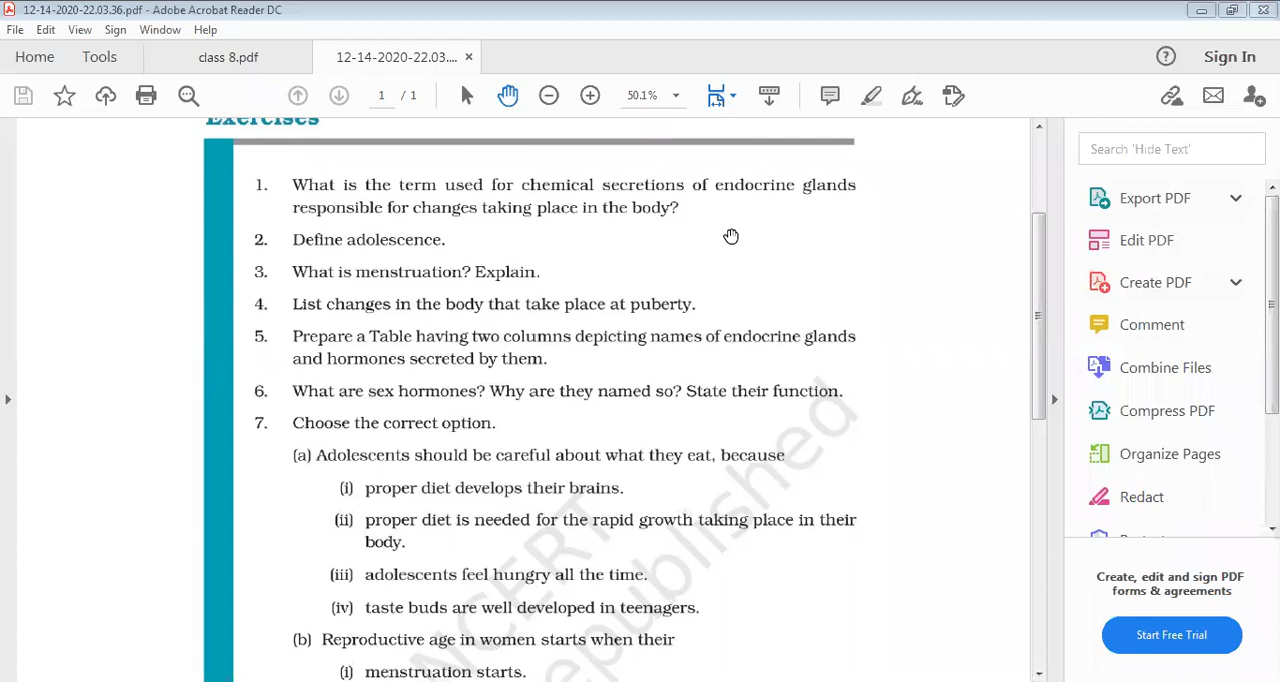 12-14-2020-22.03.36.pdf - Adobe Acrobat Reader DC
File Edit View Sign Window Help
Home Tools class 8.pdf 12-14-2020-22.03.... × Sign In
1 / 1 50.1%
Exercises
1. What is the term used for chemical secretions of endocrine glands
responsible for changes taking place in the body?
2. Define adolescence.
3. What is menstruation? Explain.
4. List changes in the body that take place at puberty.
5. Prepare a Table having two columns depicting names of endocrine glands
and hormones secreted by them.
6. What are sex hormones? Why are they named so? State their function.
7. Choose the correct option.
(a) Adolescents should be careful about what they eat, because
(i) proper diet develops their brains.
(ii) proper diet is needed for the rapid growth taking place in their
body.
(iii) adolescents feel hungry all the time.
(iv) taste buds are well developed in teenagers.
(b) Reproductive age in women starts when their
(i) menstruation starts.
NCERT
republished
Search 'Hide Text'
Export PDF
Edit PDF
Create PDF
Comment
Combine Files
Compress PDF
Organize Pages
Redact
Create, edit and sign PDF
forms & agreements
Start Free Trial